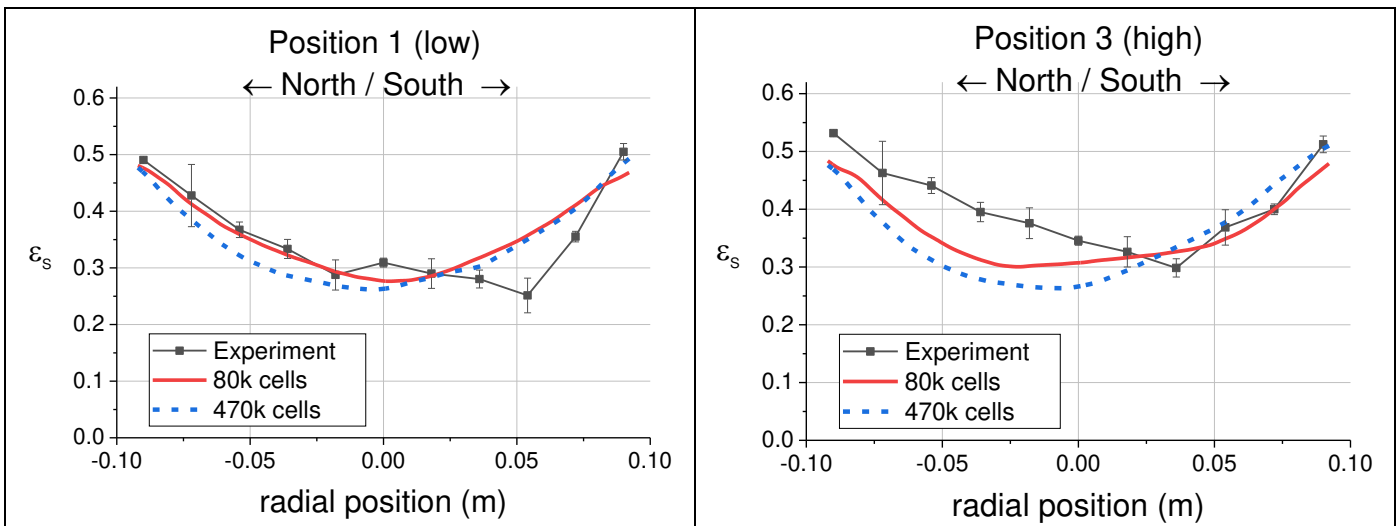 Position 1 (low)
← North / South →
0.6
0.5
0.4
0.3
0.2
0.1
0.0
εs
Experiment
80k cells
470k cells
-0.10
-0.05
0.00
0.05
0.10
radial position (m)
Position 3 (high)
← North / South →
0.6
0.5
0.4
0.3
0.2
0.1
0.0
εs
Experiment
80k cells
470k cells
-0.10
-0.05
0.00
0.05
0.10
radial position (m)